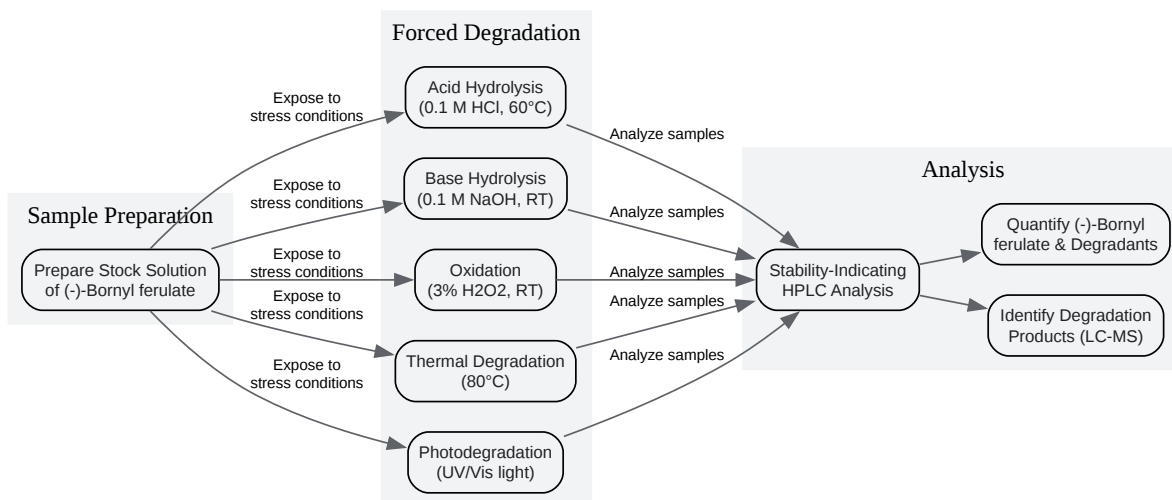 Sample Preparation
Prepare Stock Solution
of (-)-Bornyl ferulate
Expose to
stress conditions
Expose to
stress conditions
Expose to
stress conditions
Expose to
stress conditions
Expose to
stress conditions
Forced Degradation
Acid Hydrolysis
(0.1 M HCl, 60°C)
Base Hydrolysis
(0.1 M NaOH, RT)
Oxidation
(3% H2O2, RT)
Thermal Degradation
(80°C)
Photodegradation
(UV/Vis light)
Analyze samples
Analyze samples
Analyze samples
Analyze samples
Analyze samples
Analysis
Stability-Indicating
HPLC Analysis
Quantify (-)-Bornyl
ferulate & Degradants
Identify Degradation
Products (LC-MS)